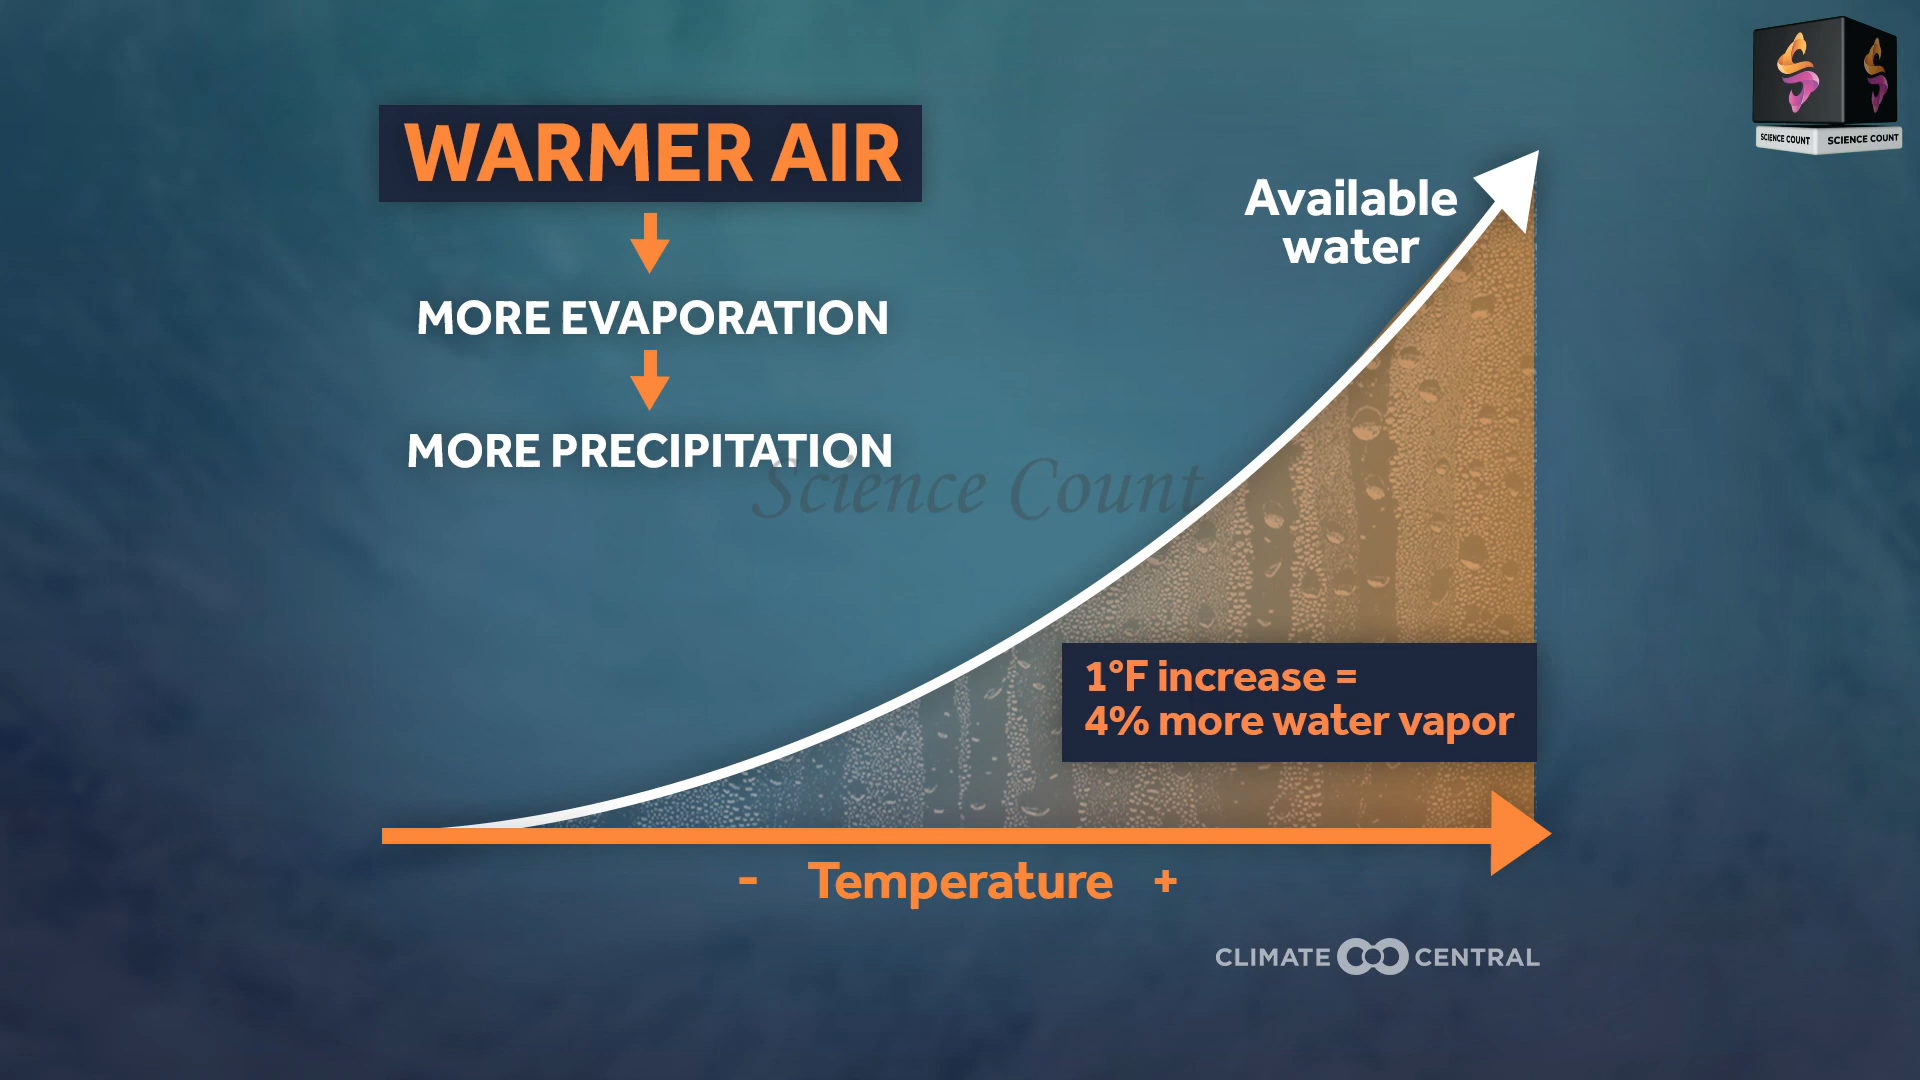 SCIENCE COUNT SCIENCE COUNT
WARMER AIR
MORE EVAPORATION
MORE PRECIPITATION
Science Count
Available
water
1°F increase =
4% more water vapor
- Temperature +
CLIMATE CENTRAL